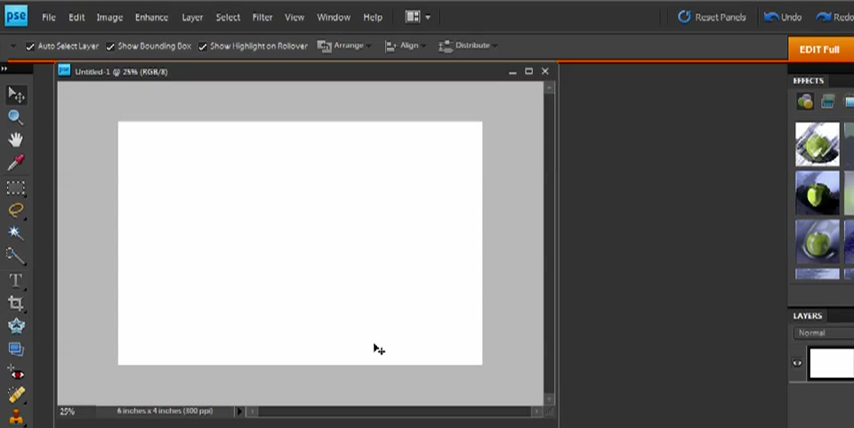 pse File Edit Image Enhance Layer Select Filter View Window Help Reset Panels Undo Redo
Auto Select Layer Show Bounding Box Show Highlight on Rollover Arrange Align Distribute EDIT Full
Untitled-1 @ 25% (RGB/8)
EFFECTS
T
LAYERS
Normal
25% 6 inches x 4 inches (300 ppi)